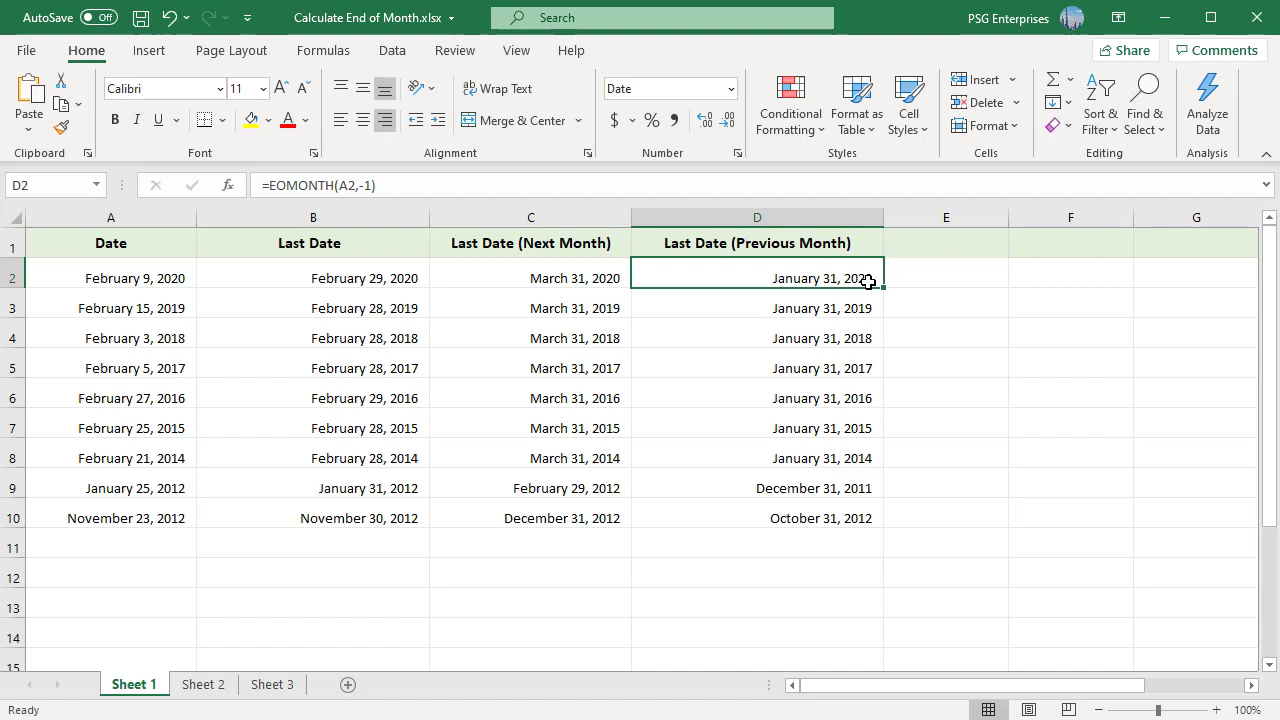 AutoSave Off Calculate End of Month.xlsx Search PSG Enterprises
File Home Insert Page Layout Formulas Data Review View Help Share Comments
Paste Calibri 11 A A Wrap Text Date Conditional Formatting Format as Table Cell Styles Insert Sort & Filter Find & Select Analyze Data
B I U A Merge & Center $ % , Delete
Format
Clipboard Font Alignment Number Styles Cells Editing Analysis
D2 fx =EOMONTH(A2,-1)
A B C D E F G
1 Date Last Date Last Date (Next Month) Last Date (Previous Month)
2 February 9, 2020 February 29, 2020 March 31, 2020 January 31, 2020
3 February 15, 2019 February 28, 2019 March 31, 2019 January 31, 2019
4 February 3, 2018 February 28, 2018 March 31, 2018 January 31, 2018
5 February 5, 2017 February 28, 2017 March 31, 2017 January 31, 2017
6 February 27, 2016 February 29, 2016 March 31, 2016 January 31, 2016
7 February 25, 2015 February 28, 2015 March 31, 2015 January 31, 2015
8 February 21, 2014 February 28, 2014 March 31, 2014 January 31, 2014
9 January 25, 2012 January 31, 2012 February 29, 2012 December 31, 2011
10 November 23, 2012 November 30, 2012 December 31, 2012 October 31, 2012
11
12
13
14
15
Sheet 1 Sheet 2 Sheet 3
Ready 100%